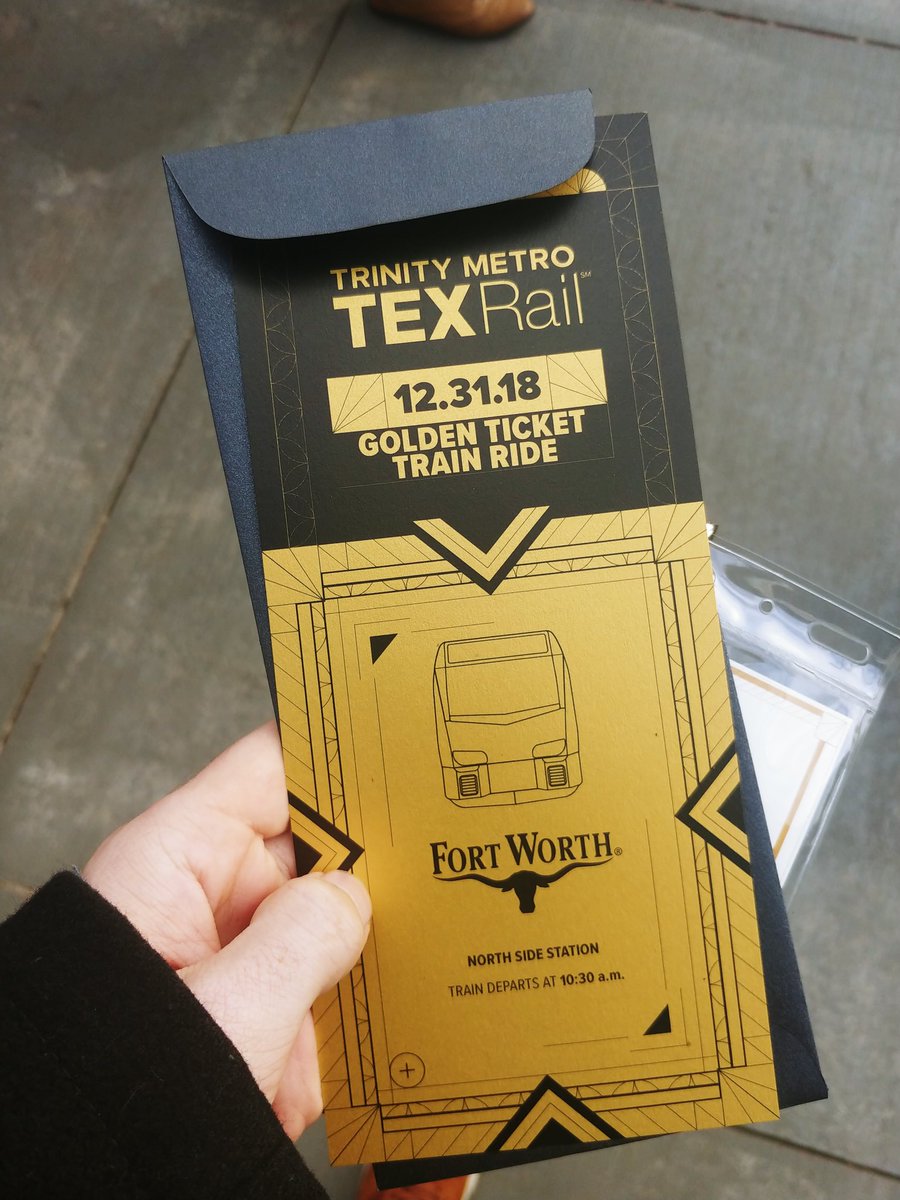 TRINITY METRO
TEXRail℠
12.31.18
GOLDEN TICKET
TRAIN RIDE
FORT WORTH®
NORTH SIDE STATION
TRAIN DEPARTS AT 10:30 a.m.